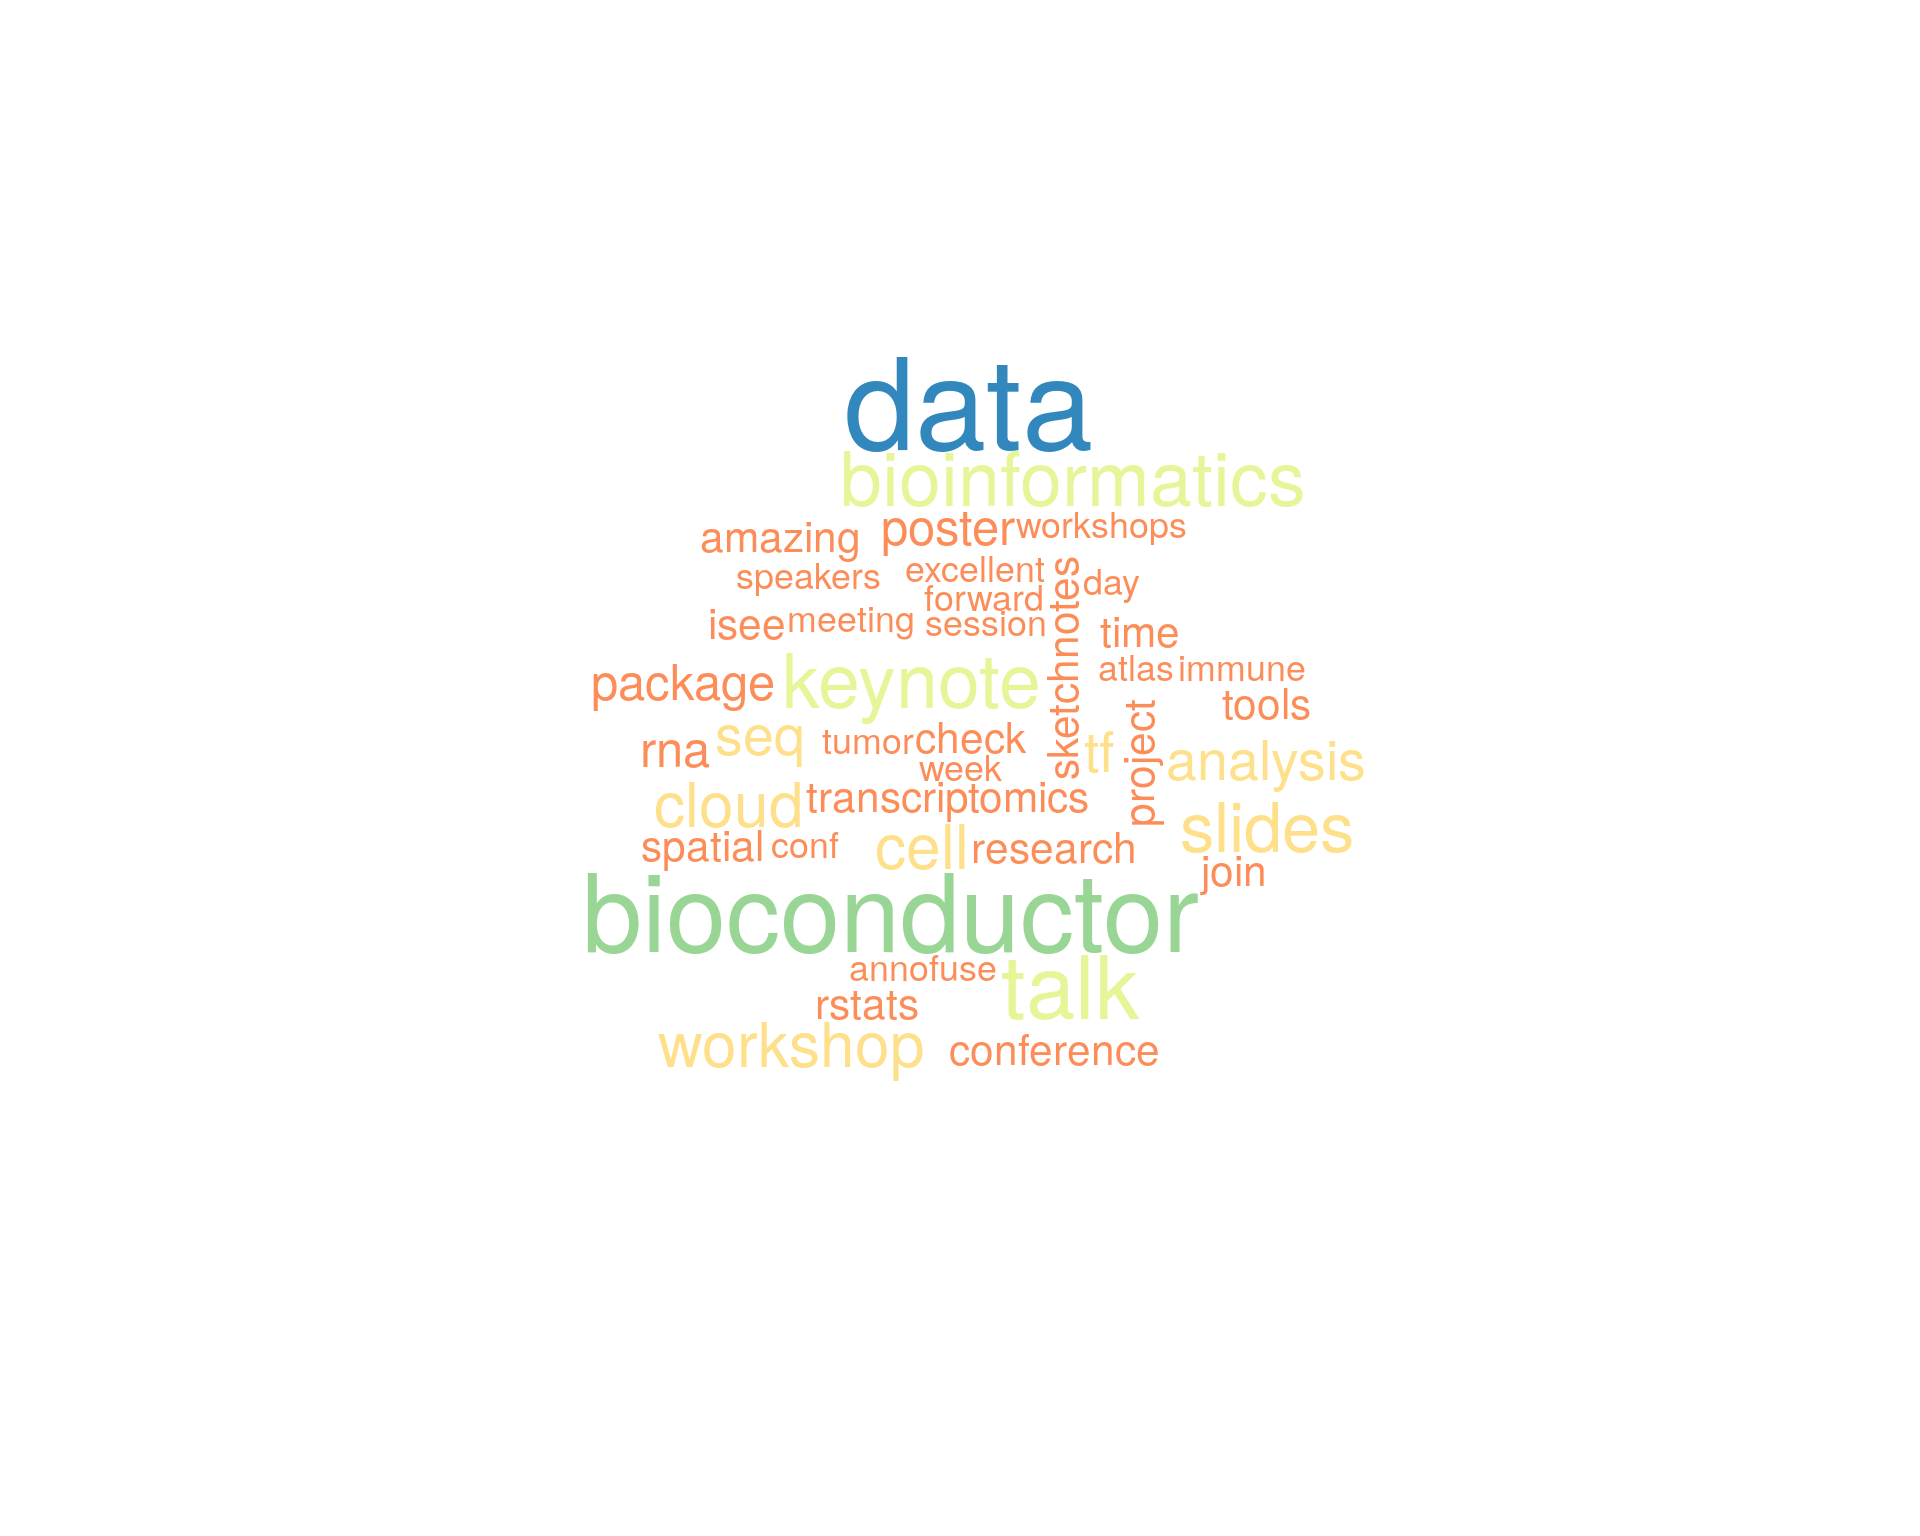 data
bioinformatics
amazing poster workshops
speakers excellent day
forward
isee meeting session time
sketchnotes
package keynote atlas immune
tools
rna seq tumor check tf project analysis
week
cloud transcriptomics slides
spatial conf cell research
join
bioconductor
annofuse talk
rstats
workshop conference